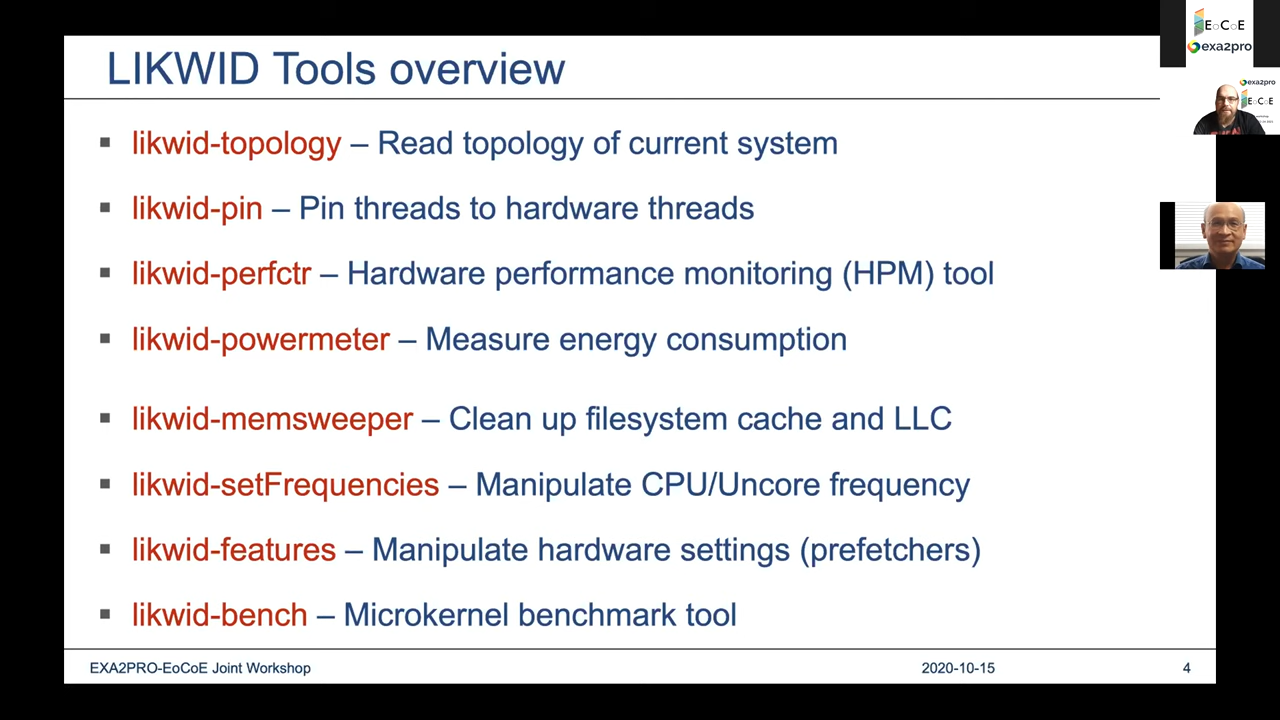 LIKWID Tools overview
likwid-topology – Read topology of current system
likwid-pin – Pin threads to hardware threads
likwid-perfctr – Hardware performance monitoring (HPM) tool
likwid-powermeter – Measure energy consumption
likwid-memsweeper – Clean up filesystem cache and LLC
likwid-setFrequencies – Manipulate CPU/Uncore frequency
likwid-features – Manipulate hardware settings (prefetchers)
likwid-bench – Microkernel benchmark tool
EXA2PRO-EoCoE Joint Workshop
2020-10-15
4
EoCoE
exa2pro
exa2pro
EoCoE